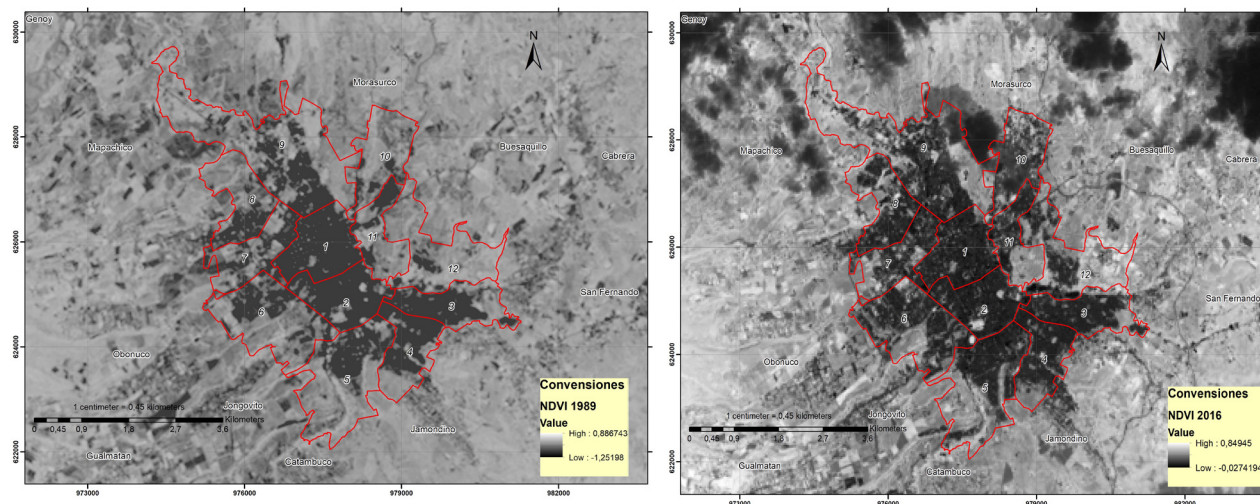 Genoy
630000
N
Morasurco
9
628000
Mapachico
10
Buesaquillo
Cabrera
8
626000
1
11
7
12
2
3
San Fernando
6
624000
4
Obonuco
5
1 centimeter = 0,45 kilometers
Jongovito
Kilometers
0 0,45 0,9 1,8 2,7 3,6
Jamondino
622000
Gualmatan
Catambuco
Convensiones
NDVI 1989
Value
High : 0,886743
Low : -1,25198
973000 976000 979000 982000
Genoy
630000
N
Morasurco
9
628000
Mapachico
10
Buesaquillo
Cabrera
8
626000
1
11
7
12
2
3
San Fernando
6
624000
4
Obonuco
5
1 centimeter = 0,45 kilometers
Jongovito
Kilometers
0 0,45 0,9 1,8 2,7 3,6
Jamondino
622000
Gualmatan
Catambuco
Convensiones
NDVI 2016
Value
High : 0,84945
Low : -0,0274194